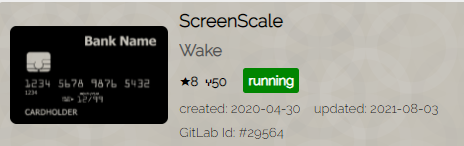 Bank Name
1234 5678 9876 5432
1234
12/99
CARDHOLDER
ScreenScale
Wake
★8 ⑂50 running
created: 2020-04-30 updated: 2021-08-03
GitLab Id: #29564